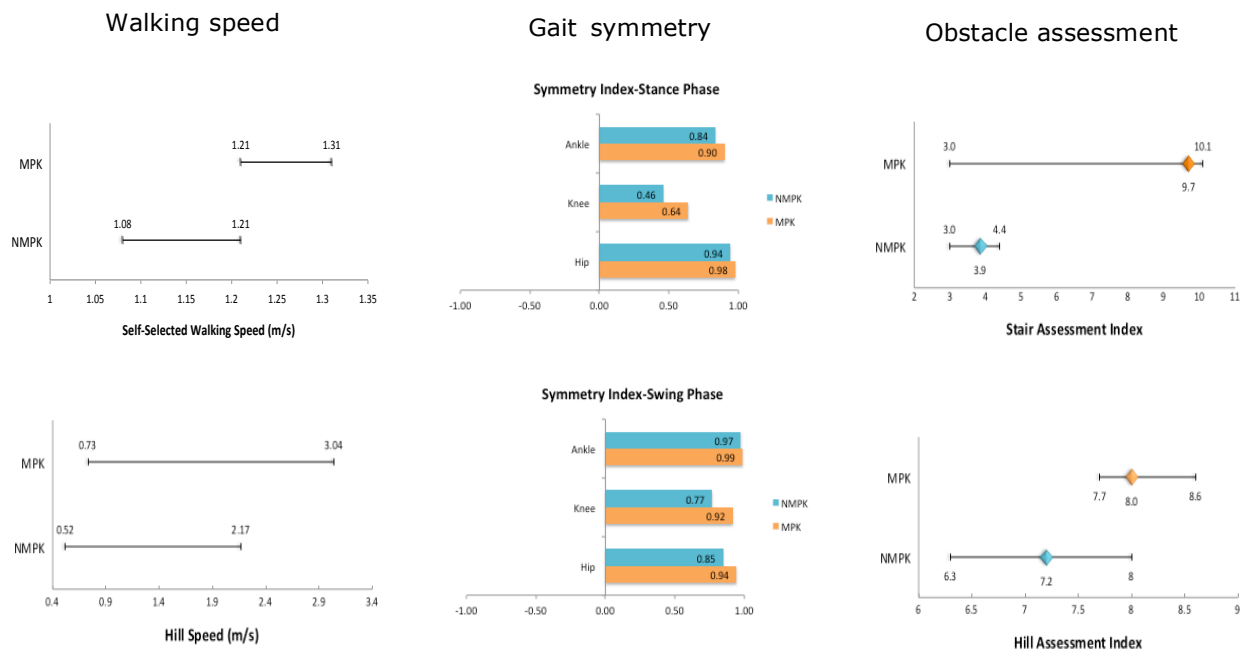 Walking speed
Gait symmetry
Obstacle assessment
MPK
1.21
1.31
NMPK
1.08
1.21
1
1.05
1.1
1.15
1.2
1.25
1.3
1.35
Self-Selected Walking Speed (m/s)
Symmetry Index-Stance Phase
Ankle
0.84
0.90
Knee
0.46
0.64
Hip
0.94
0.98
NMPK
MPK
-1.00
-0.50
0.00
0.50
1.00
MPK
3.0
10.1
9.7
NMPK
3.0
4.4
3.9
2
3
4
5
6
7
8
9
10
11
Stair Assessment Index
MPK
0.73
3.04
NMPK
0.52
2.17
0.4
0.9
1.4
1.9
2.4
2.9
3.4
Hill Speed (m/s)
Symmetry Index-Swing Phase
Ankle
0.97
0.99
Knee
0.77
0.92
Hip
0.85
0.94
NMPK
MPK
-1.00
-0.50
0.00
0.50
1.00
MPK
7.7
8.0
8.6
NMPK
6.3
7.2
8
6
6.5
7
7.5
8
8.5
9
Hill Assessment Index